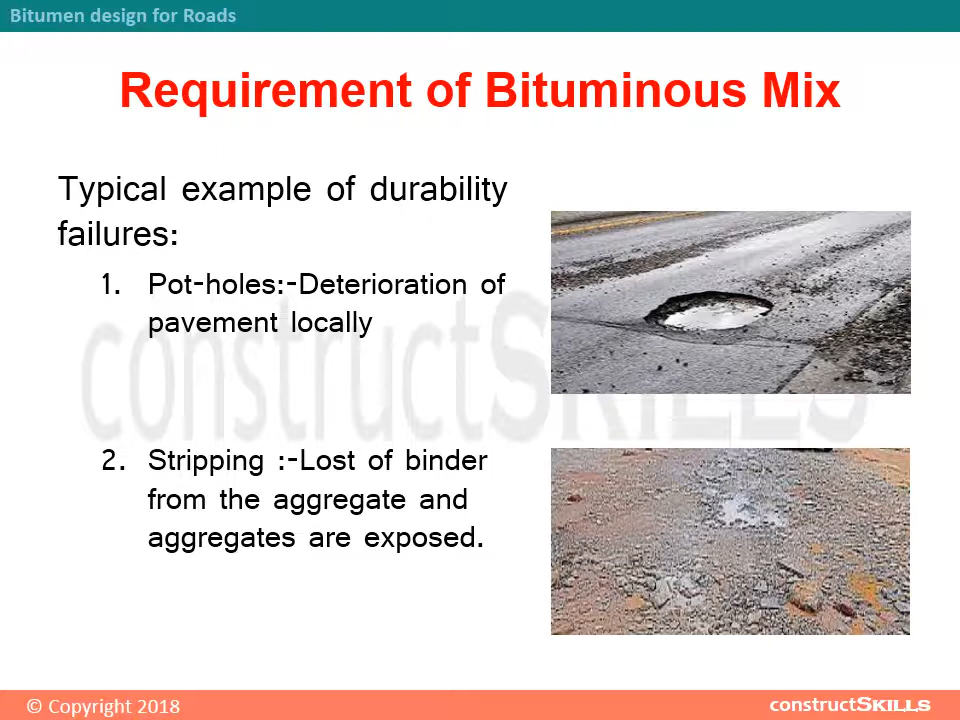 Bitumen design for Roads
Requirement of Bituminous Mix
Typical example of durability
failures:
1. Pot-holes:-Deterioration of
pavement locally
constructSKILLS
2. Stripping :-Lost of binder
from the aggregate and
aggregates are exposed.
© Copyright 2018
constructSKILLS